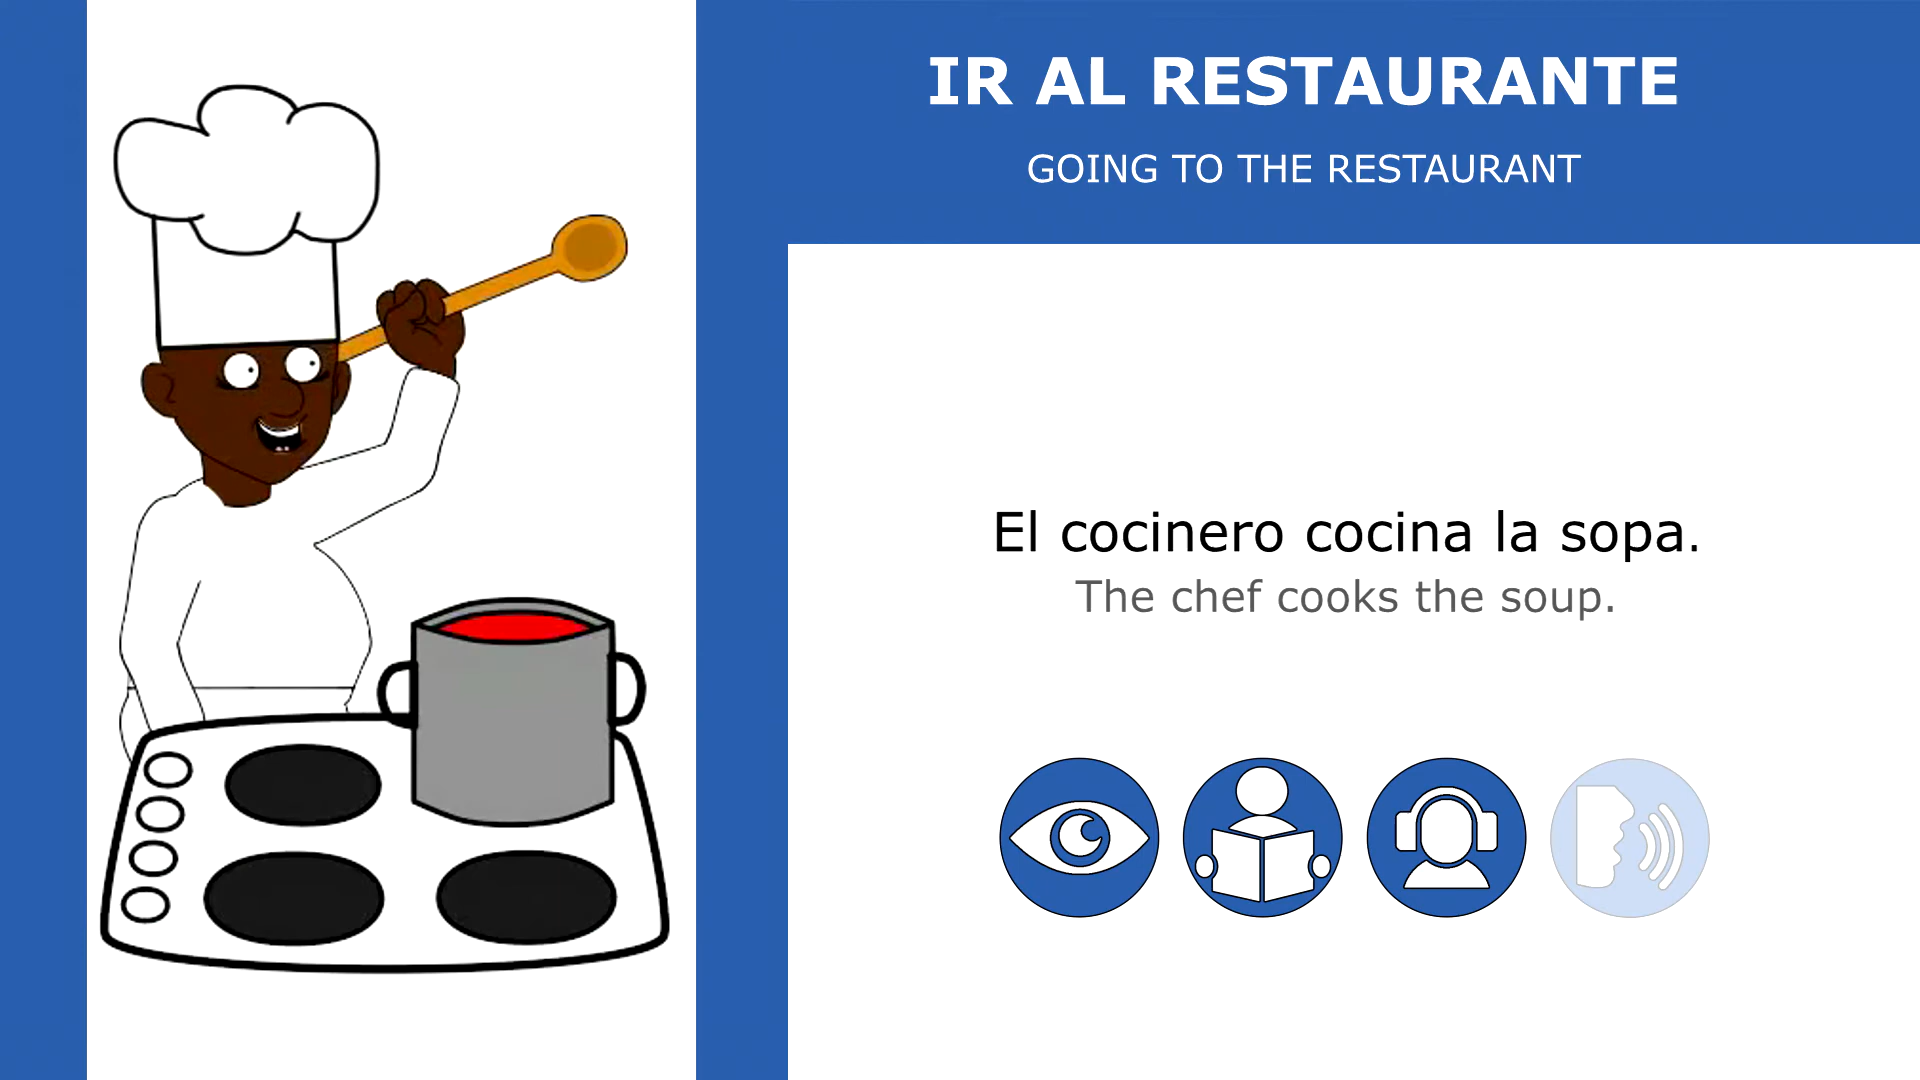 IR AL RESTAURANTE
GOING TO THE RESTAURANT
El cocinero cocina la sopa.
The chef cooks the soup.